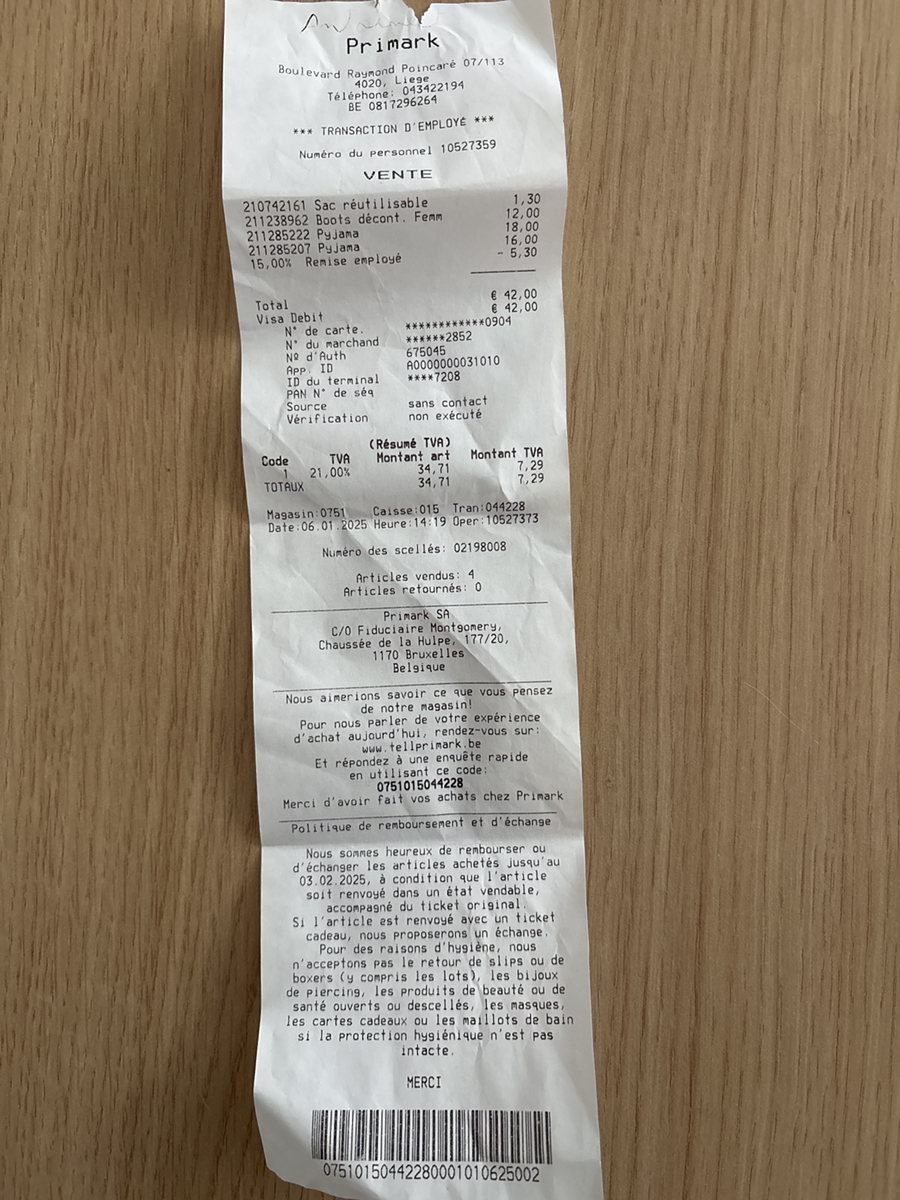 Primark
Boulevard Raymond Poincaré 07/113
4020, Liege
Téléphone: 043422194
BE 0817296264
*** TRANSACTION D'EMPLOYÉ ***
Numéro du personnel 10527359
VENTE
210742161 Sac réutilisable 1,30
211238962 Boots décont. Femm 12,00
211285222 Pyjama 18,00
211285207 Pyjama 16,00
15,00% Remise employé - 5,30
Total € 42,00
Visa Debit € 42,00
N° de carte. ************0904
N° du marchand ******2852
Nº d'Auth 675045
App. ID A0000000031010
ID du terminal ****7208
PAN N° de séq
Source sans contact
Vérification non exécuté
(Résumé TVA)
Code TVA Montant art Montant TVA
1 21,00% 34,71 7,29
TOTAUX 34,71 7,29
Magasin:0751 Caisse:015 Tran:044228
Date:06.01.2025 Heure:14:19 Oper:10527373
Numéro des scellés: 02198008
Articles vendus: 4
Articles retournés: 0
Primark SA
C/O Fiduciaire Montgomery,
Chaussée de la Hulpe, 177/20,
1170 Bruxelles
Belgique
Nous aimerions savoir ce que vous pensez
de notre magasin!
Pour nous parler de votre expérience
d'achat aujourd'hui, rendez-vous sur:
www.tellprimark.be
Et répondez à une enquête rapide
en utilisant ce code:
0751015044228
Merci d'avoir fait vos achats chez Primark
Politique de remboursement et d'échange
Nous sommes heureux de rembourser ou
d'échanger les articles achetés jusqu'au
03.02.2025, à condition que l'article
soit renvoyé dans un état vendable,
accompagné du ticket original.
Si l'article est renvoyé avec un ticket
cadeau, nous proposerons un échange.
Pour des raisons d'hygiène, nous
n'acceptons pas le retour de slips ou de
boxers (y compris les lots), les bijoux
de piercing, les produits de beauté ou de
santé ouverts ou descellés, les masques,
les cartes cadeaux ou les maillots de bain
si la protection hygiénique n'est pas
intacte.
MERCI
07510150442280001010625002